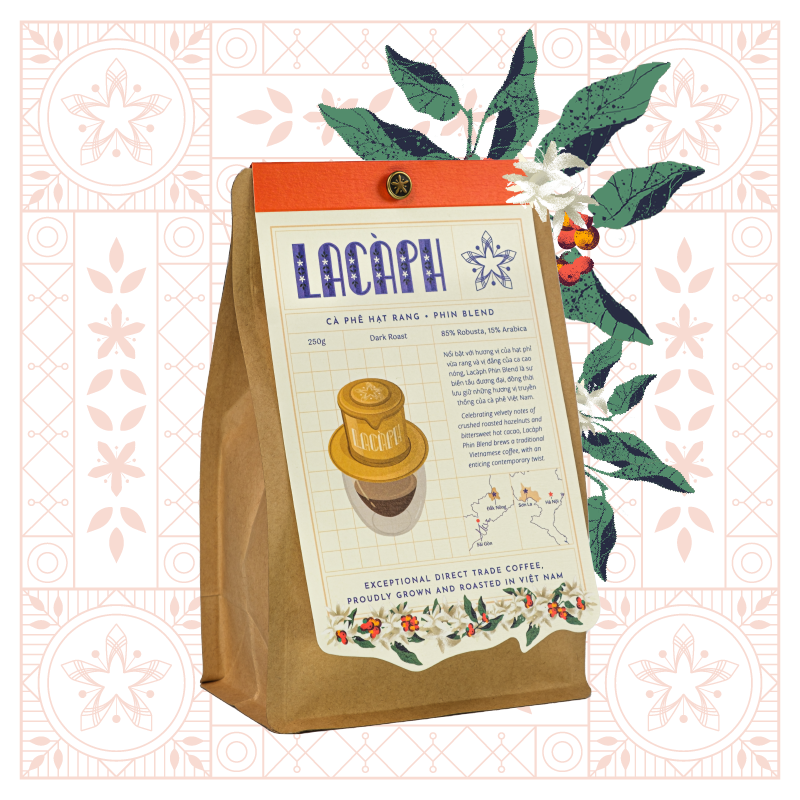 LACÀPH
CÀ PHÊ HẠT RANG • PHIN BLEND
250g
Dark Roast
85% Robusta, 15% Arabica
Nổi bật với hương vị của hạt phỉ
vừa rang và vị đắng của ca cao
nóng, Lacàph Phin Blend là sự
biến tấu đương đại, đồng thời
lưu giữ những hương vị truyền
thống của cà phê Việt Nam.
Celebrating velvety notes of
crushed roasted hazelnuts and
bittersweet hot cacao, Lacàph
Phin Blend brews a traditional
Vietnamese coffee, with an
enticing contemporary twist.
LACÀPH
Đắk Nông
Sài Gòn
Sơn La
Hà Nội
EXCEPTIONAL DIRECT TRADE COFFEE,
PROUDLY GROWN AND ROASTED IN VIỆT NAM